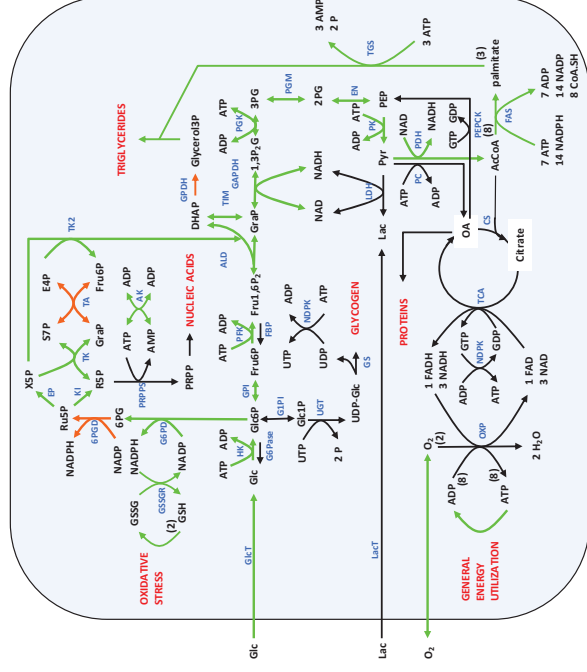 TRIGLYCERIDES
X5P
EP
Ru5P
KI
TK
S7P
E4P
TK2
NADPH
6PGD
TA
R5P
GraP
Fru6P
NADP
6PG
ATP
ADP
AK
AMP
ADP
PRPPS
PRPP
NUCLEIC ACIDS
OXIDATIVE
STRESS
GSSG
NADPH
GSSGR
G6PD
(2)
GSH
NADP
GPDH
DHAP
Glycerol3P
TGS
3 AMP
2 P
3 ATP
GlcT
ATP
ADP
HK
GPI
ATP
ADP
PFK
ALD
TIM
GAPDH
ADP
ATP
PGK
PGM
EN
Glc
Glc
Glc6P
Fru6P
Fru1,6P2
GraP
1,3P2G
3PG
2PG
PEP
G6Pase
FBP
G1PI
Glc1P
UTP
UGT
2 P
UDP-Glc
UTP
ADP
NDPK
UDP
ATP
GS
GLYCOGEN
NAD
NADH
LDH
ADP
ATP
PK
LacT
Lac
Lac
Pyr
NAD
PDH
NADH
ATP
PC
ADP
GTP
GDP
PEPCK
PROTEINS
OA
(8)
AcCoA
palmitate
(3)
FAS
CS
Citrate
7 ATP
14 NADPH
7 ADP
14 NADP
8 CoA.SH
TCA
1 FADH
3 NADH
GTP
GDP
NDPK
ADP
ATP
1 FAD
3 NAD
O2
O2
(2)
OXP
2 H2O
ADP
(8)
(8)
ATP
GENERAL
ENERGY
UTILIZATION